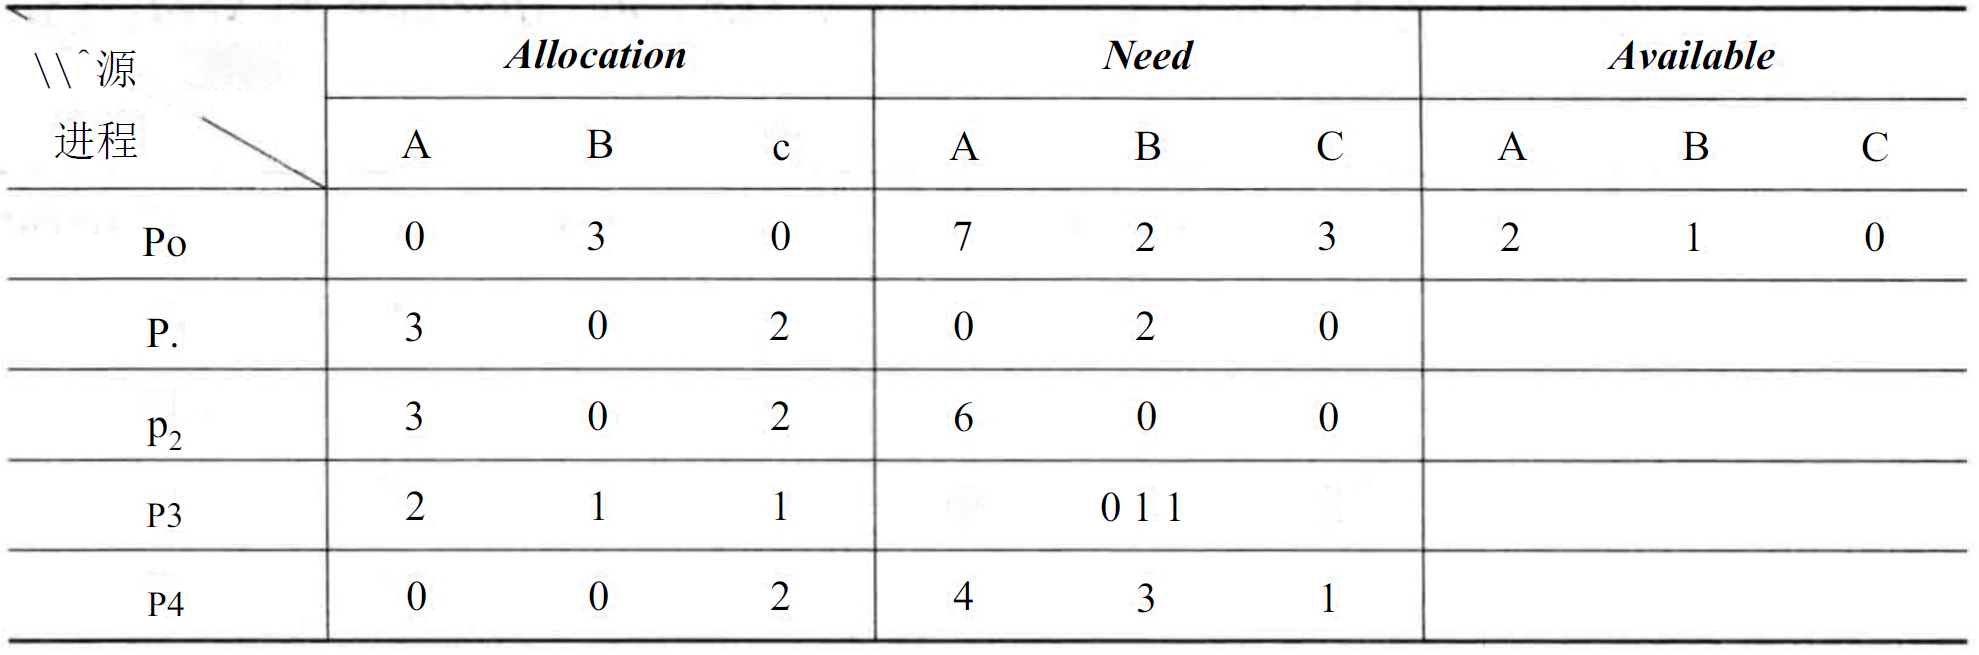 Allocation Need Available
\\^源
进程
A B c A B C A B C
Po 0 3 0 7 2 3 2 1 0
P. 3 0 2 0 2 0
p2 3 0 2 6 0 0
P3 2 1 1 0 1 1
P4 0 0 2 4 3 1